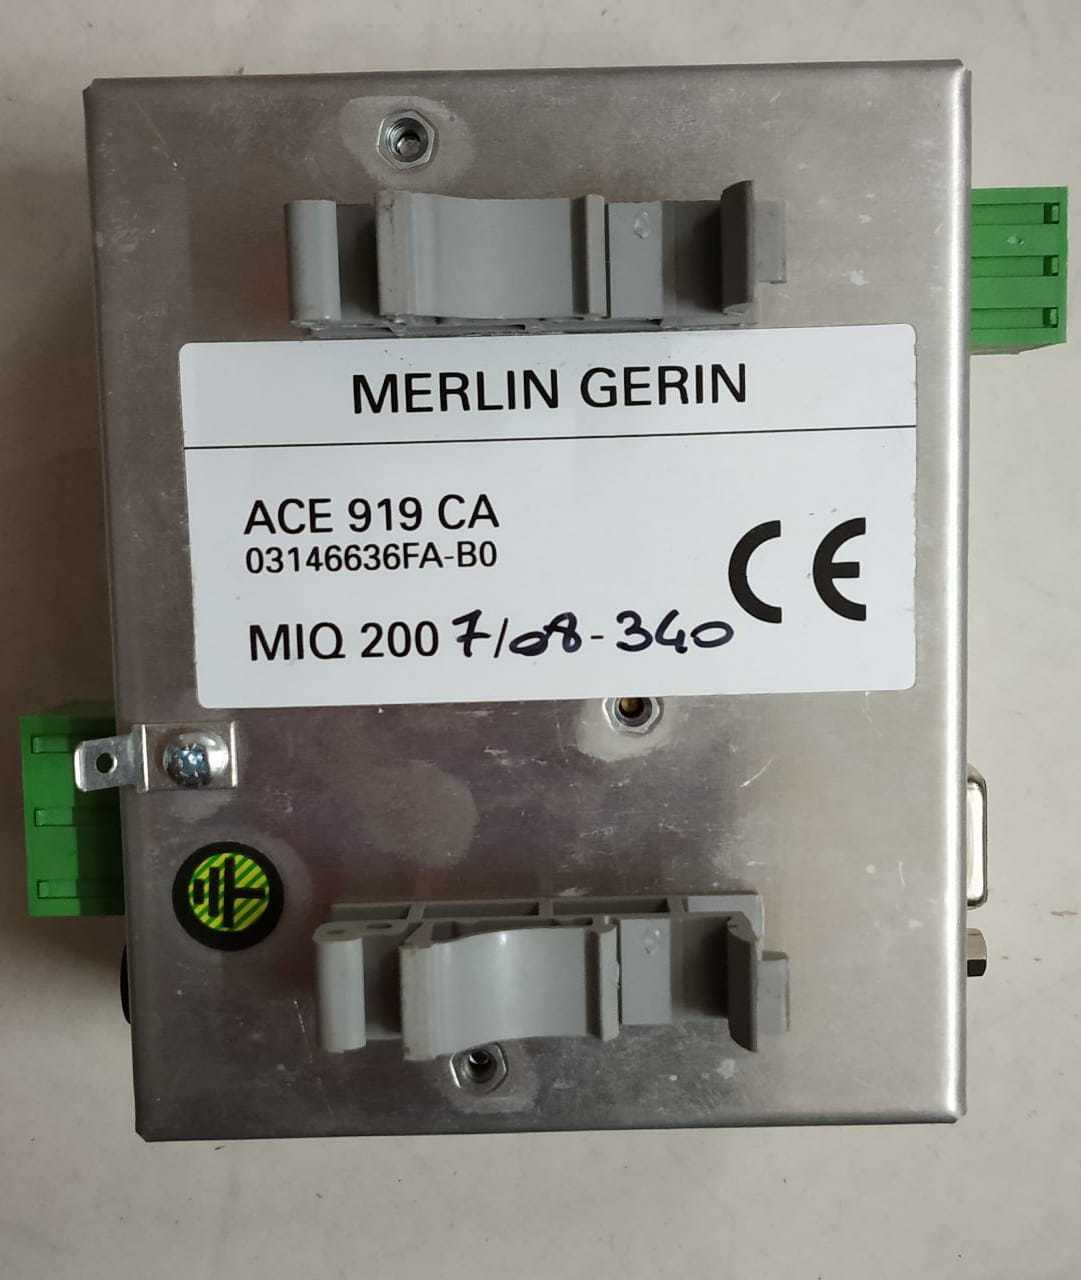 MERLIN GERIN
ACE 919 CA
03146636FA-B0
CE
MIQ 2007/08-340